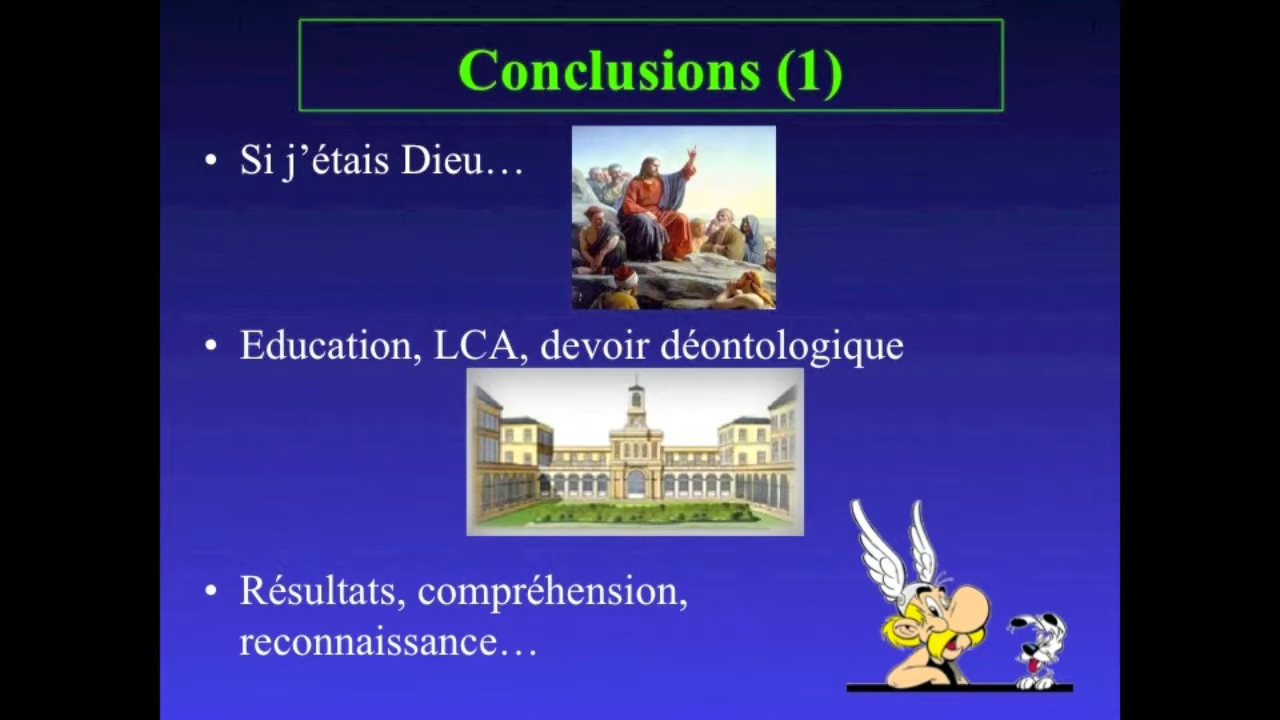 Conclusions (1)
• Si j’étais Dieu…
• Education, LCA, devoir déontologique
• Résultats, compréhension,
reconnaissance…